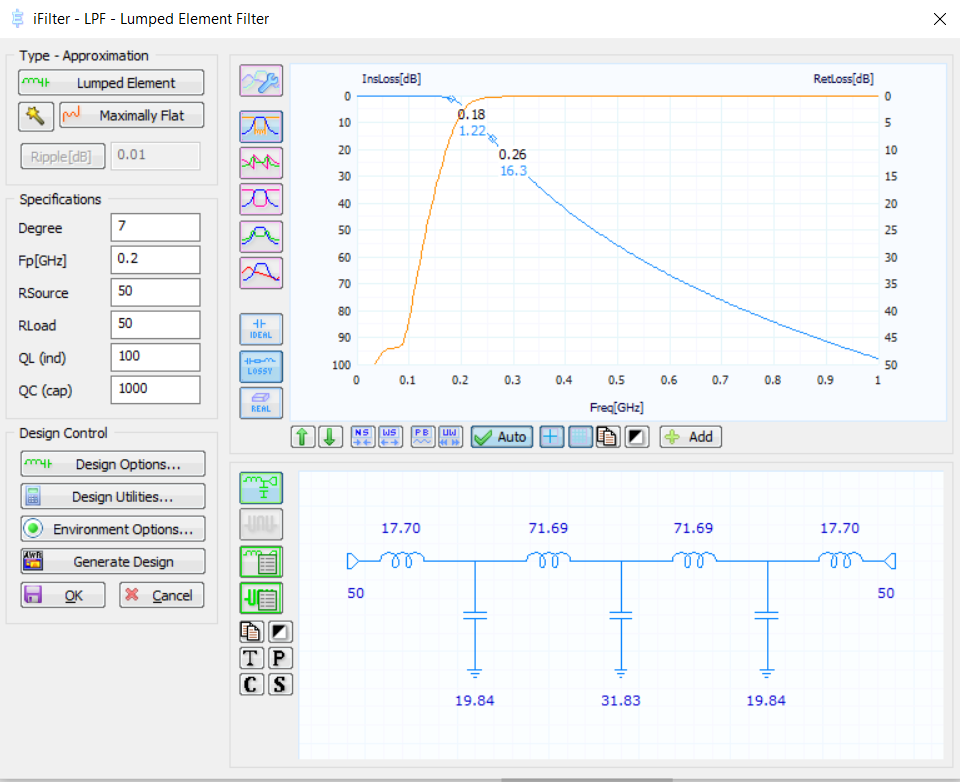 iFilter - LPF - Lumped Element Filter
Type - Approximation
Lumped Element
Maximally Flat
Ripple[dB] 0.01
Specifications
Degree 7
Fp[GHz] 0.2
RSource 50
RLoad 50
QL (ind) 100
QC (cap) 1000
Design Control
Design Options...
Design Utilities...
Environment Options...
AWR Generate Design
OK Cancel
IDEAL
LOSSY
REAL
InsLoss[dB] RetLoss[dB]
0 0
10 5
20 10
30 15
40 20
50 25
60 30
70 35
80 40
90 45
100 50
0.18
1.22
0.26
16.3
0 0.1 0.2 0.3 0.4 0.5 0.6 0.7 0.8 0.9 1
Freq[GHz]
NS WS PB UW Auto Add
T P
C S
17.70 71.69 71.69 17.70
50 50
19.84 31.83 19.84